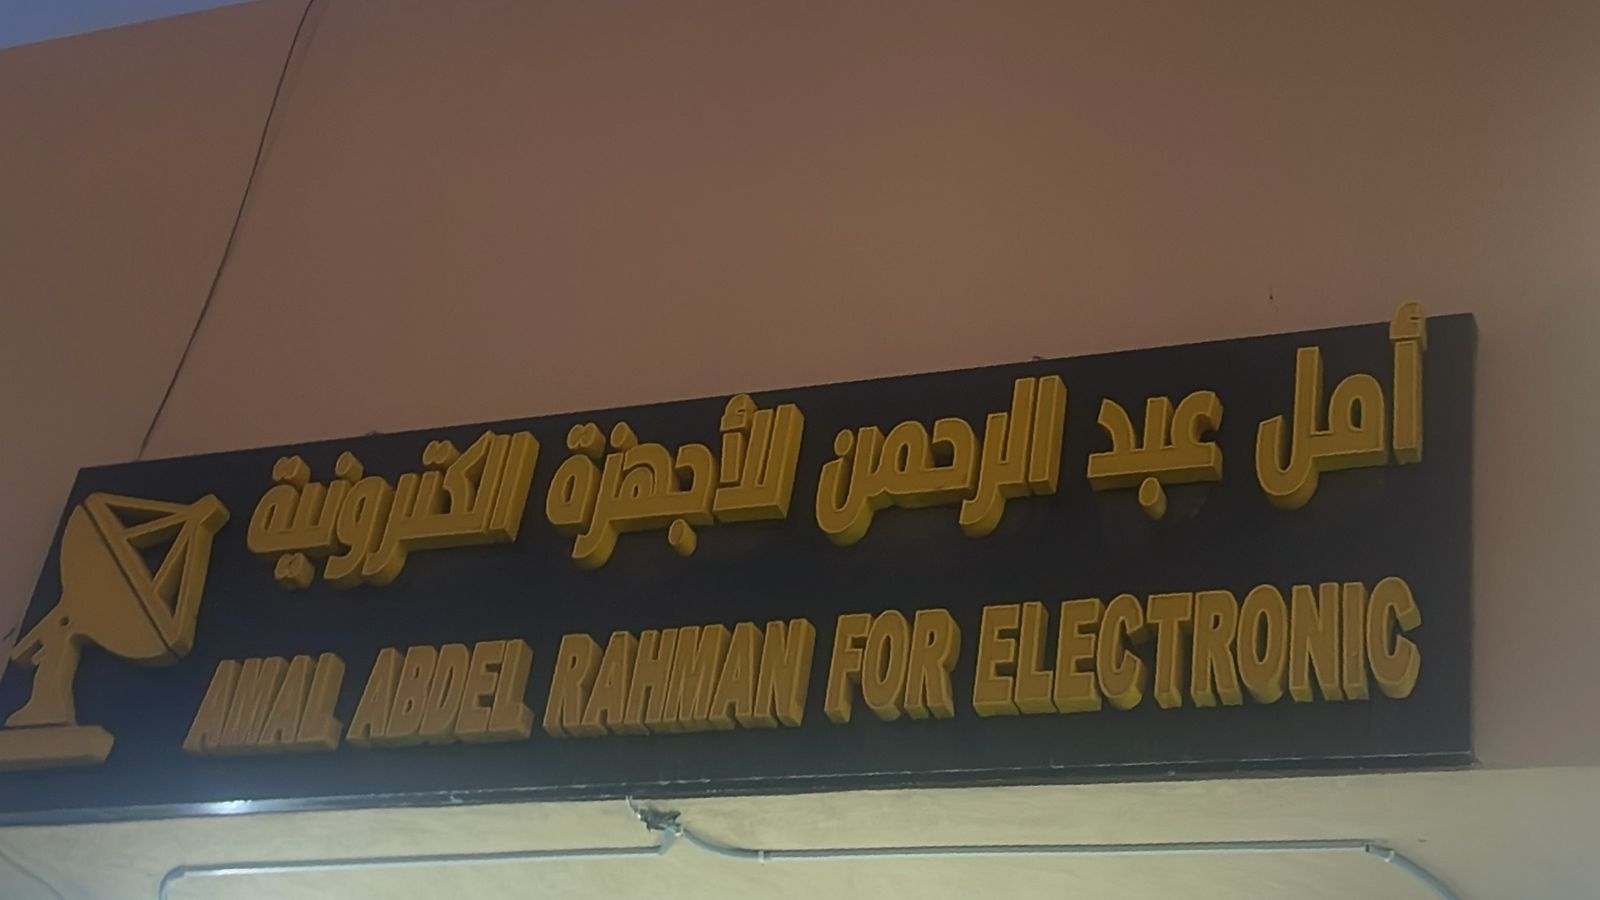 أمل عبد الرحمن للأجهزة الكترونية
AMAL ABDEL RAHMAN FOR ELECTRONIC